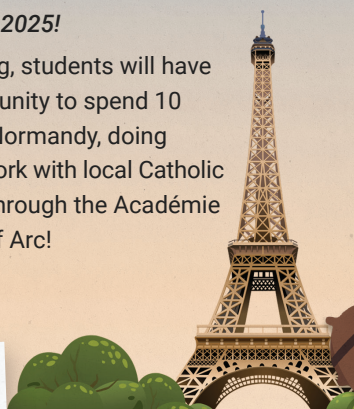 2025!
g, students will have
unity to spend 10
Normandy, doing
ork with local Catholic
hrough the Académie
f Arc!